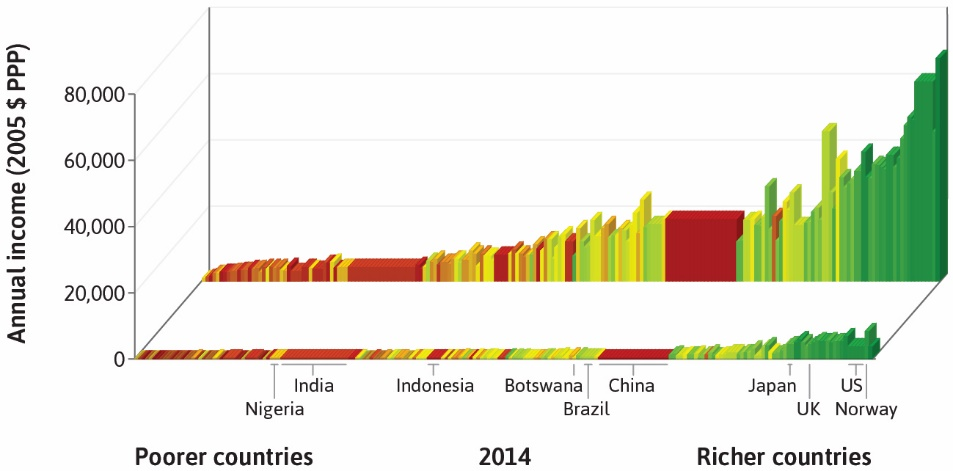 Annual income (2005 $ PPP)
80,000
60,000
40,000
20,000
0
India
Indonesia
Botswana
China
Japan
US
Nigeria
Brazil
UK
Norway
Poorer countries
2014
Richer countries